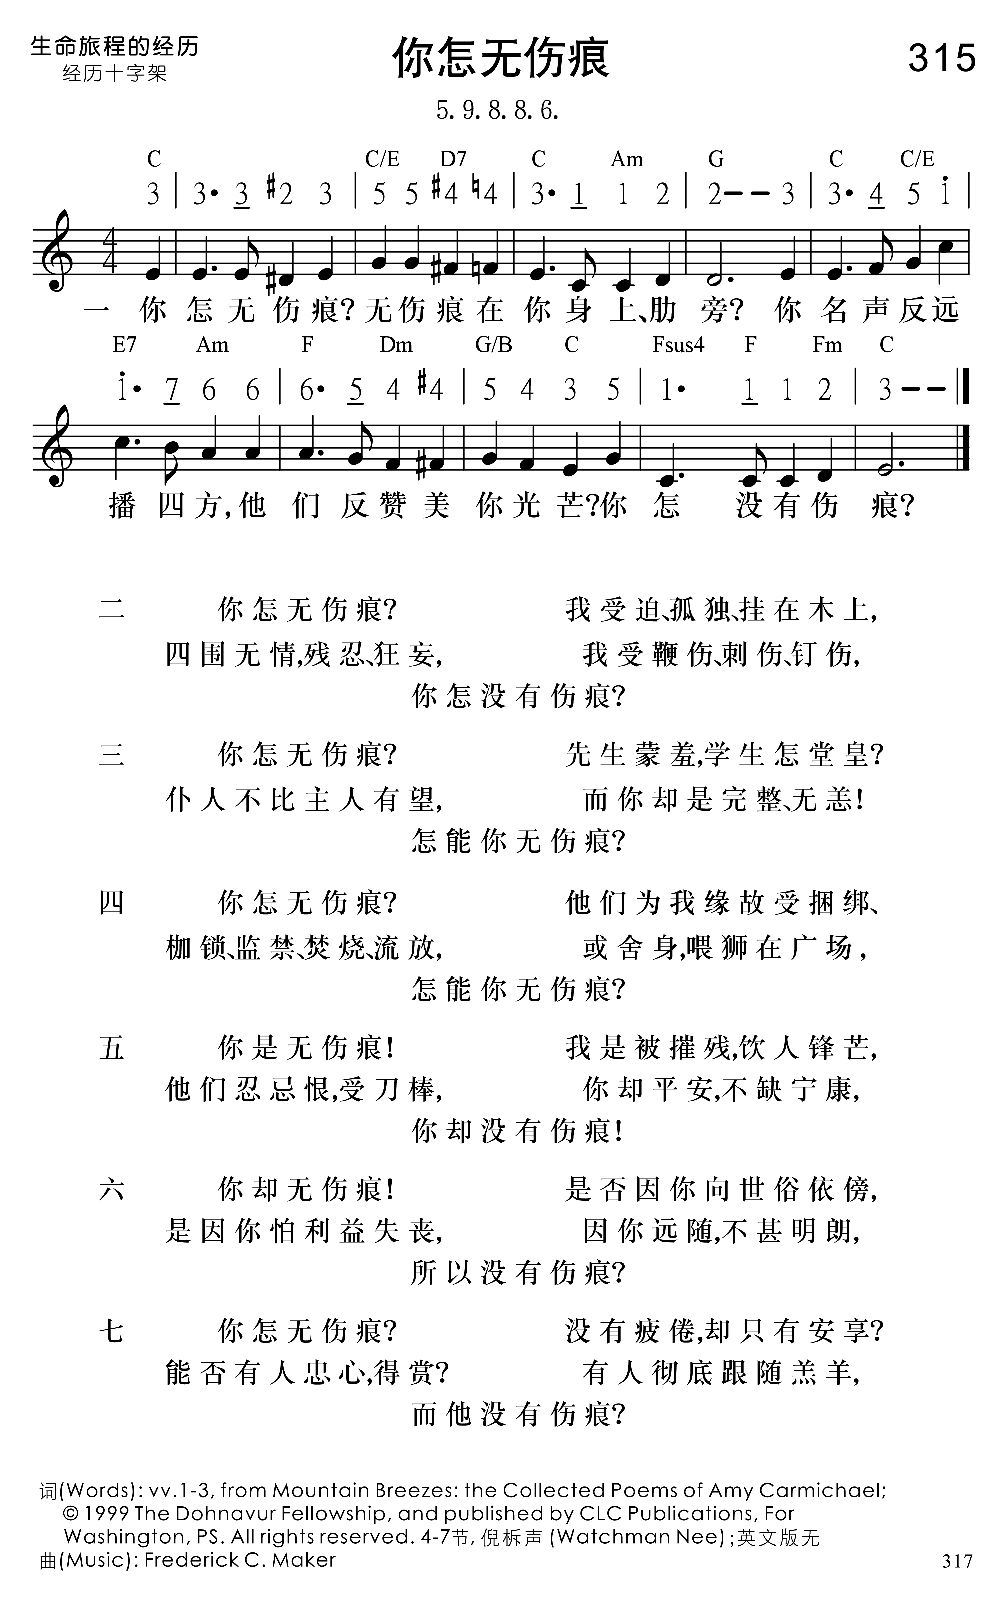 生命旅程的经历
经历十字架
你怎无伤痕
315
5.9.8.8.6.
C C/E D7 C Am G C C/E
3 | 3· 3 #2 3 | 5 5 #4 ♮4 | 3· 1 1 2 | 2 – – 3 | 3· 4 5 i |
一 你 怎 无 伤 痕? 无 伤 痕 在 你 身 上、肋 旁? 你 名 声 反 远
E7 Am F Dm G/B C Fsus4 F Fm C
i· 7 6 6 | 6· 5 4 #4 | 5 4 3 5 | 1· 1 1 2 | 3 – – ‖
播 四 方, 他 们 反 赞 美 你 光 芒?你 怎 没 有 伤 痕?
二 你怎无伤痕? 我受迫、孤独、挂在木上,
四围无情,残忍、狂妄, 我受鞭伤、刺伤、钉伤,
你怎没有伤痕?
三 你怎无伤痕? 先生蒙羞,学生怎堂皇?
仆人不比主人有望, 而你却是完整、无恙!
怎能你无伤痕?
四 你怎无伤痕? 他们为我缘故受捆绑、
枷锁、监禁、焚烧、流放, 或舍身,喂狮在广场,
怎能你无伤痕?
五 你是无伤痕! 我是被摧残,饮人锋芒,
他们忍忌恨,受刀棒, 你却平安,不缺宁康,
你却没有伤痕!
六 你却无伤痕! 是否因你向世俗依傍,
是因你怕利益失丧, 因你远随,不甚明朗,
所以没有伤痕?
七 你怎无伤痕? 没有疲倦,却只有安享?
能否有人忠心,得赏? 有人彻底跟随羔羊,
而他没有伤痕?
词(Words): vv.1-3, from Mountain Breezes: the Collected Poems of Amy Carmichael;
© 1999 The Dohnavur Fellowship, and published by CLC Publications, For
Washington, PS. All rights reserved. 4-7节, 倪柝声 (Watchman Nee) ;英文版无
曲(Music): Frederick C. Maker
317